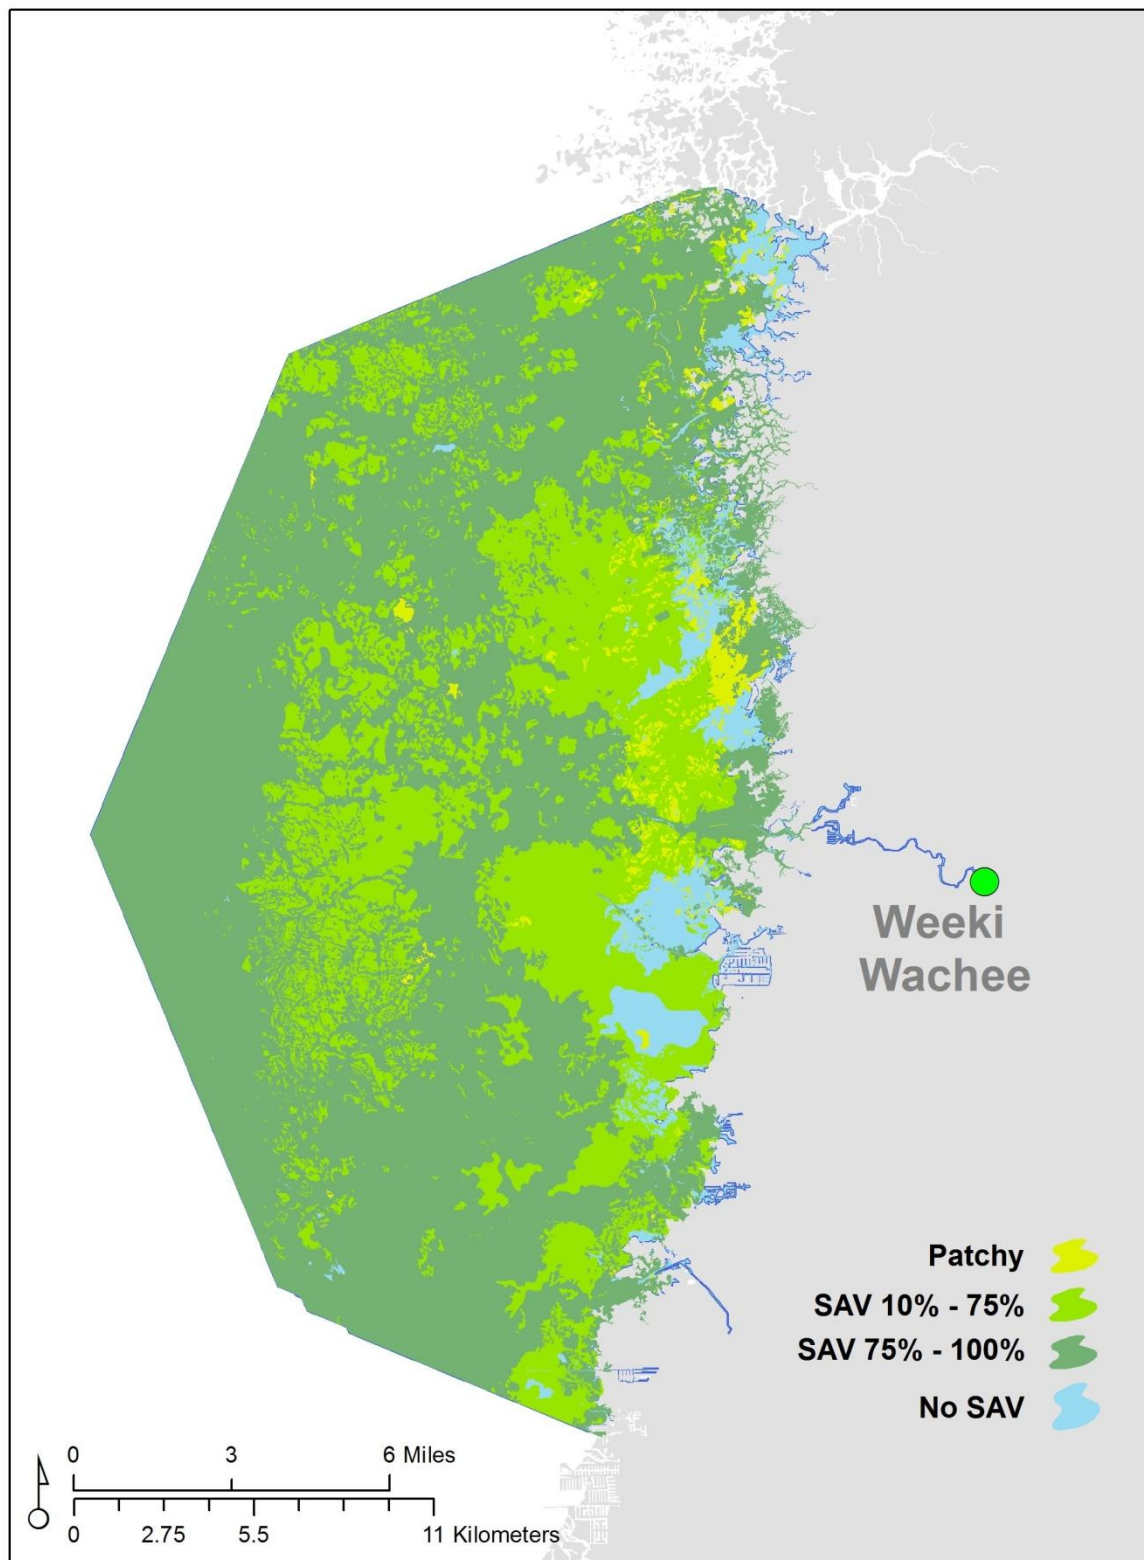 Weeki
Wachee
Patchy
SAV 10% - 75%
SAV 75% - 100%
No SAV
0 3 6 Miles
0 2.75 5.5 11 Kilometers